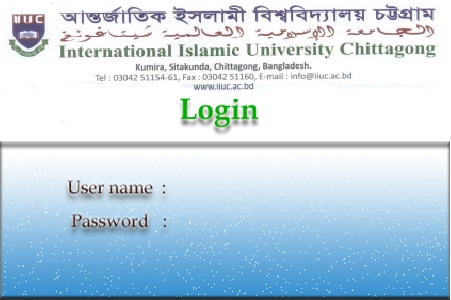 IIUC
আন্তর্জাতিক ইসলামী বিশ্ববিদ্যালয় চট্টগ্রাম
الجامعة الإسلامية العالمية شيتاغونغ
International Islamic University Chittagong
Kumira, Sitakunda, Chittagong, Bangladesh.
Tel : 03042 51154-61, Fax : 03042 51160, E-mail : info@iiuc.ac.bd
www.iiuc.ac.bd
Login
User name :
Password :